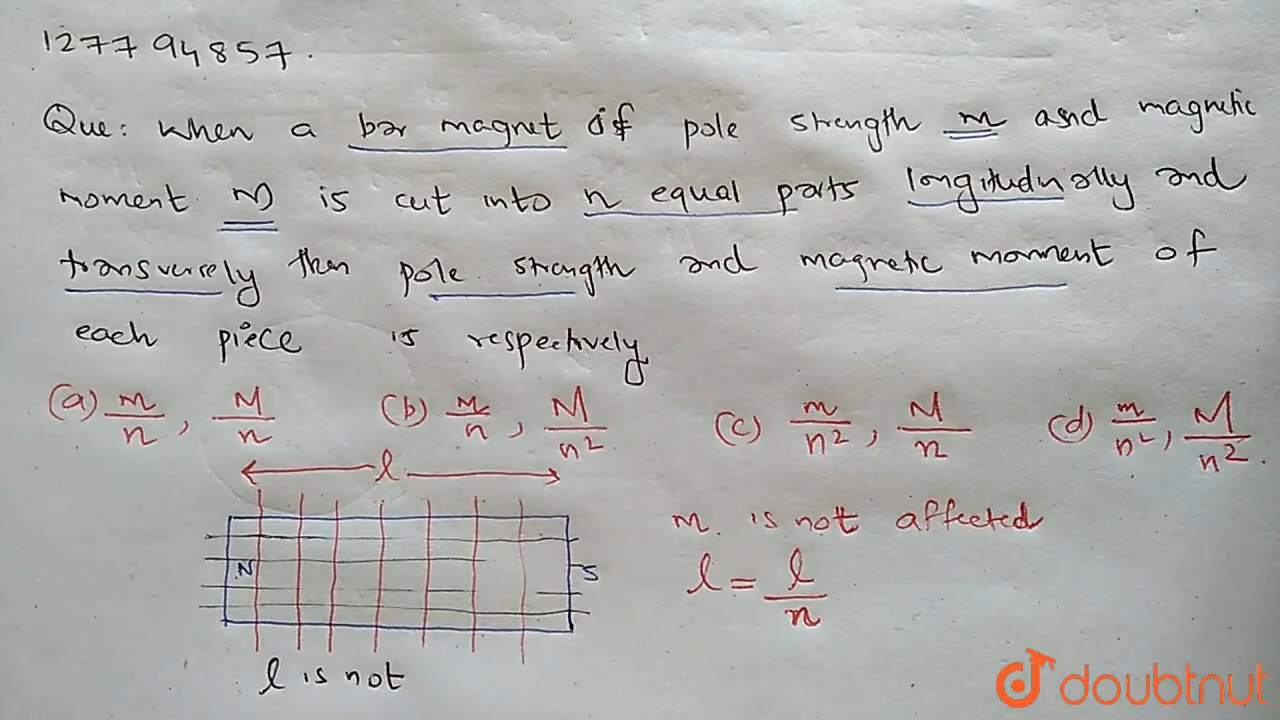 1277 94857.
Que: When a bar magnet of pole strength m and magnetic
moment M is cut into n equal parts longitudinally and
transversely then pole strength and magnetic moment of
each piece is respectively
(a) m/n, M/n (b) m/n, M/n² (c) m/n², M/n (d) m/n², M/n².
l
N S
m is not affected
l = l/n
l is not
doubtnut